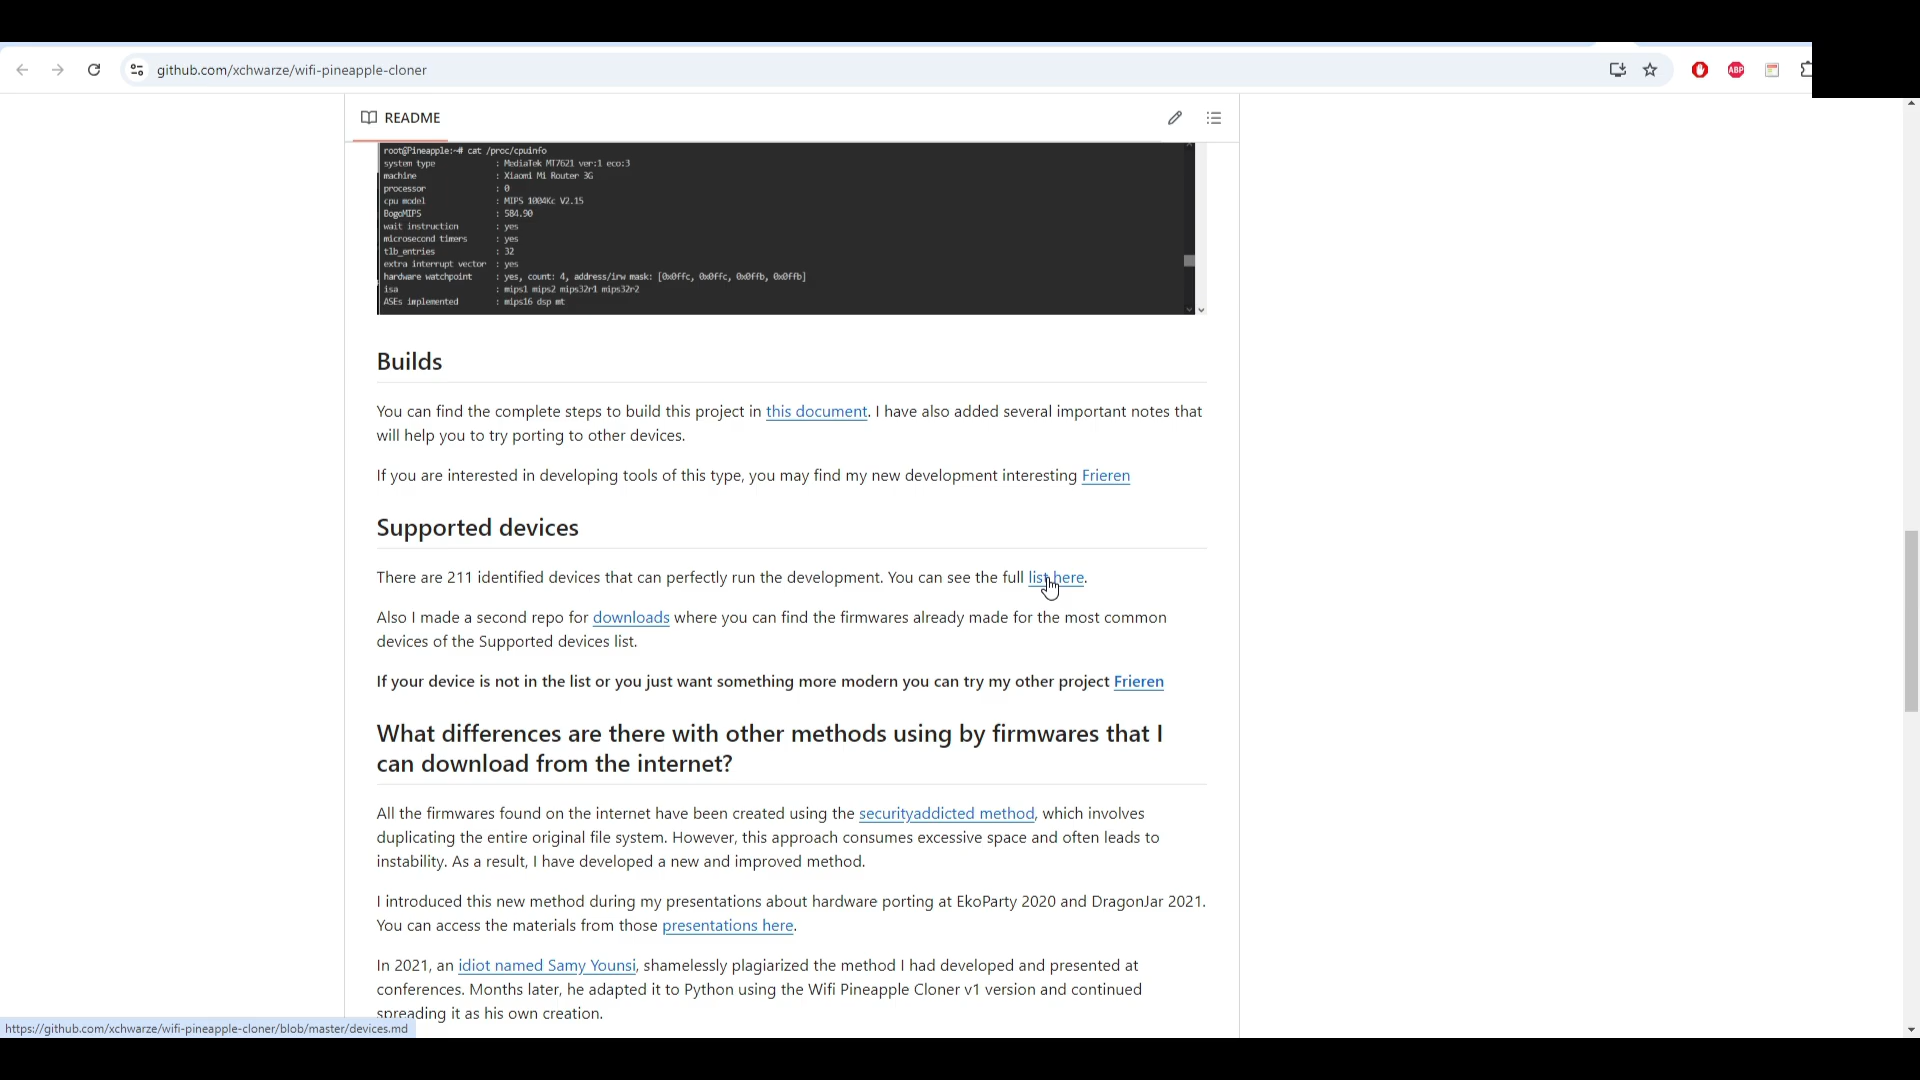 github.com/xchwarze/wifi-pineapple-cloner
ABP
README
root@Pineapple:~# cat /proc/cpuinfo
system type : MediaTek MT7621 ver:1 eco:3
machine : Xiaomi Mi Router 3G
processor : 0
cpu model : MIPS 1004Kc V2.15
BogoMIPS : 584.90
wait instruction : yes
microsecond timers : yes
tlb_entries : 32
extra interrupt vector : yes
hardware watchpoint : yes, count: 4, address/irw mask: [0x0ffc, 0x0ffc, 0x0ffb, 0x0ffb]
isa : mips1 mips2 mips32r1 mips32r2
ASEs implemented : mips16 dsp mt
Builds
You can find the complete steps to build this project in this document. I have also added several important notes that
will help you to try porting to other devices.
If you are interested in developing tools of this type, you may find my new development interesting Frieren
Supported devices
There are 211 identified devices that can perfectly run the development. You can see the full list here.
Also I made a second repo for downloads where you can find the firmwares already made for the most common
devices of the Supported devices list.
If your device is not in the list or you just want something more modern you can try my other project Frieren
What differences are there with other methods using by firmwares that I
can download from the internet?
All the firmwares found on the internet have been created using the securityaddicted method, which involves
duplicating the entire original file system. However, this approach consumes excessive space and often leads to
instability. As a result, I have developed a new and improved method.
I introduced this new method during my presentations about hardware porting at EkoParty 2020 and DragonJar 2021.
You can access the materials from those presentations here.
In 2021, an idiot named Samy Younsi, shamelessly plagiarized the method I had developed and presented at
conferences. Months later, he adapted it to Python using the Wifi Pineapple Cloner v1 version and continued
spreading it as his own creation.
https://github.com/xchwarze/wifi-pineapple-cloner/blob/master/devices.md